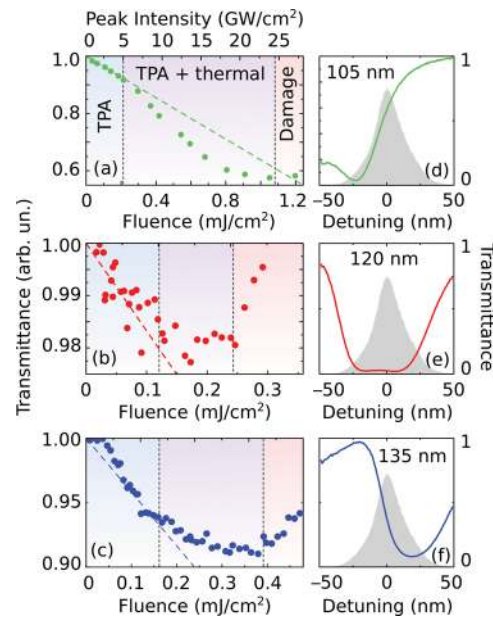 Peak Intensity (GW/cm²)
0 5 10 15 20 25
1.0
0.9
0.8
0.6
TPA
TPA + thermal
Damage
(a)
0 0.4 0.8 1.2
Fluence (mJ/cm²)
105 nm
(d)
1
0
−50 0 50
Detuning (nm)
Transmittance (arb. un.)
1.00
0.99
0.98
(b)
0 0.1 0.2 0.3
Fluence (mJ/cm²)
120 nm
(e)
1
0
−50 0 50
Detuning (nm)
Transmittance
1.00
0.95
0.90
(c)
0 0.1 0.2 0.3 0.4
Fluence (mJ/cm²)
135 nm
(f)
1
0
−50 0 50
Detuning (nm)